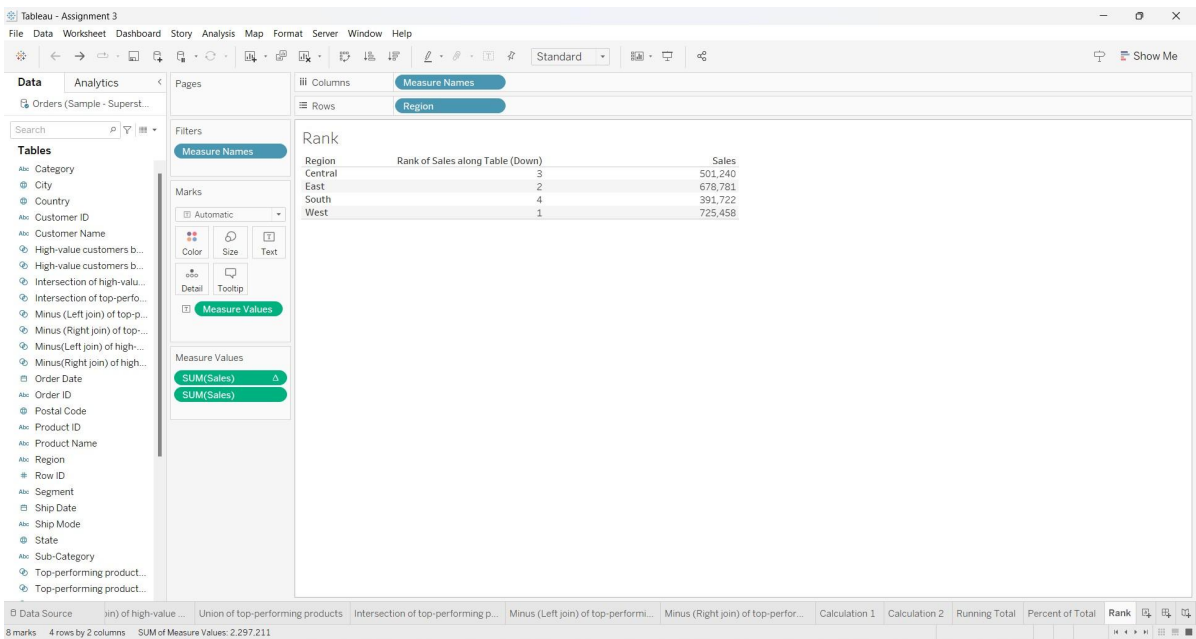 Tableau - Assignment 3
File Data Worksheet Dashboard Story Analysis Map Format Server Window Help
Standard
Show Me
Data Analytics
Orders (Sample - Superst...
Search
Tables
Abc Category
City
Country
Abc Customer ID
Abc Customer Name
High-value customers b...
High-value customers b...
Intersection of high-valu...
Intersection of top-perfo...
Minus (Left join) of top-p...
Minus (Right join) of top-...
Minus(Left join) of high-...
Minus(Right join) of high...
Order Date
Abc Order ID
Postal Code
Abc Product ID
Abc Product Name
Abc Region
# Row ID
Abc Segment
Ship Date
Abc Ship Mode
State
Abc Sub-Category
Top-performing product...
Top-performing product...
Pages
Filters
Measure Names
Marks
Automatic
Color Size Text
Detail Tooltip
Measure Values
Measure Values
SUM(Sales) Δ
SUM(Sales)
Columns Measure Names
Rows Region
Rank
Region Rank of Sales along Table (Down) Sales
Central 3 501,240
East 2 678,781
South 4 391,722
West 1 725,458
Data Source in) of high-value ... Union of top-performing products Intersection of top-performing p... Minus (Left join) of top-performi... Minus (Right join) of top-perfor... Calculation 1 Calculation 2 Running Total Percent of Total Rank
8 marks 4 rows by 2 columns SUM of Measure Values: 2,297,211